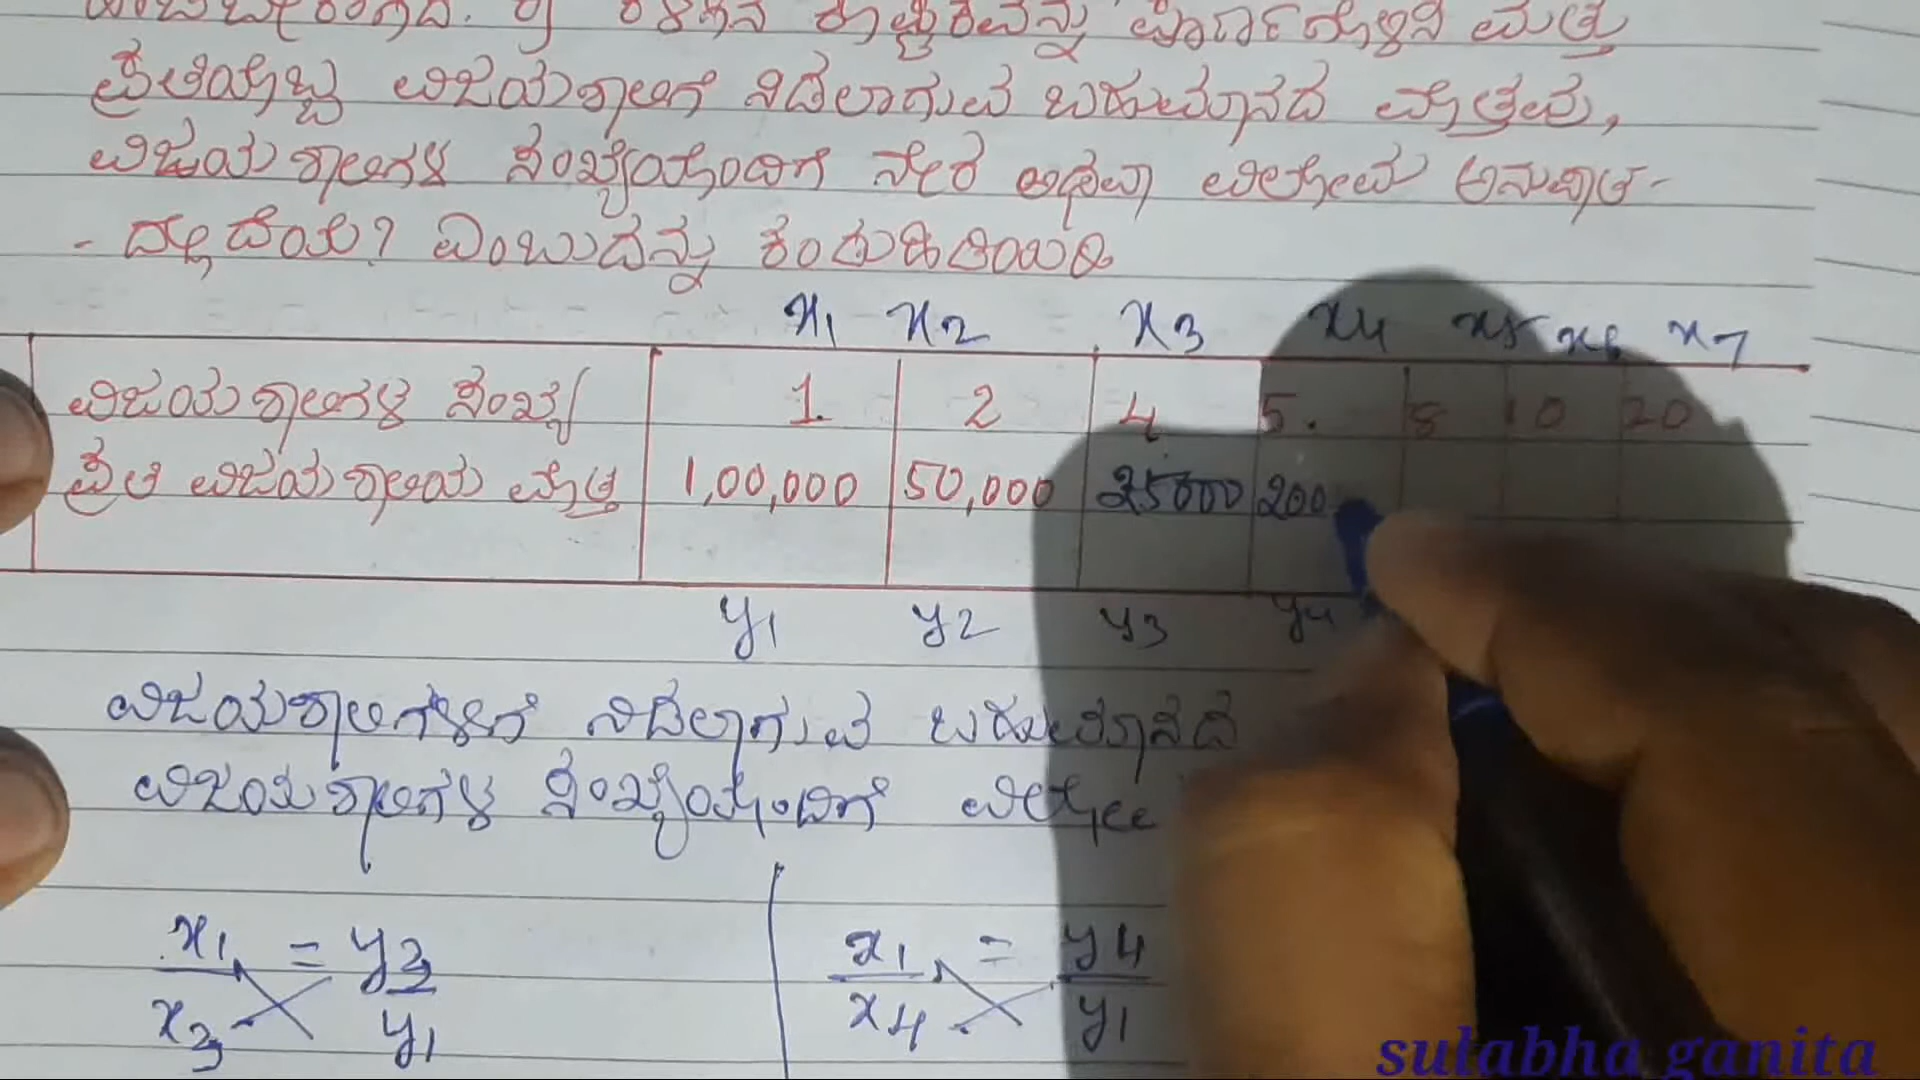 ಪ್ರತಿಯೊಬ್ಬ ವಿಜಯಶಾಲಿಗೆ ನಿಡಲಾಗುವ ಬಹುಮಾನದ ಮೊತ್ತವು,
ವಿಜಯಶಾಲಿಗಳ ಸಂಖ್ಯೆಯೊಂದಿಗೆ ನೇರ ಅಥವಾ ವಿಲೋಮ ಅನುಪಾತ-
- ದಲ್ಲಿದೆಯೇ? ಎಂಬುದನ್ನು ಕಂಡುಹಿಡಿಯಿರಿ
x1 x2 x3 x4 x5 x6 x7
ವಿಜಯಶಾಲಿಗಳ ಸಂಖ್ಯೆ 1 2 4 5. 8 10 20
ಪ್ರತಿ ವಿಜಯಶಾಲಿಯ ಮೊತ್ತ 1,00,000 50,000 25000 200
y1 y2 y3 y4
ವಿಜಯಶಾಲಿಗಳಿಗೆ ನಿಡಲಾಗುವ ಬಹುಮಾನದ
ವಿಜಯಶಾಲಿಗಳ ಸಂಖ್ಯೆಯೊಂದಿಗೆ
x1 = y3 x1 = y4
x3 y1 x4 y1
sulabha ganita